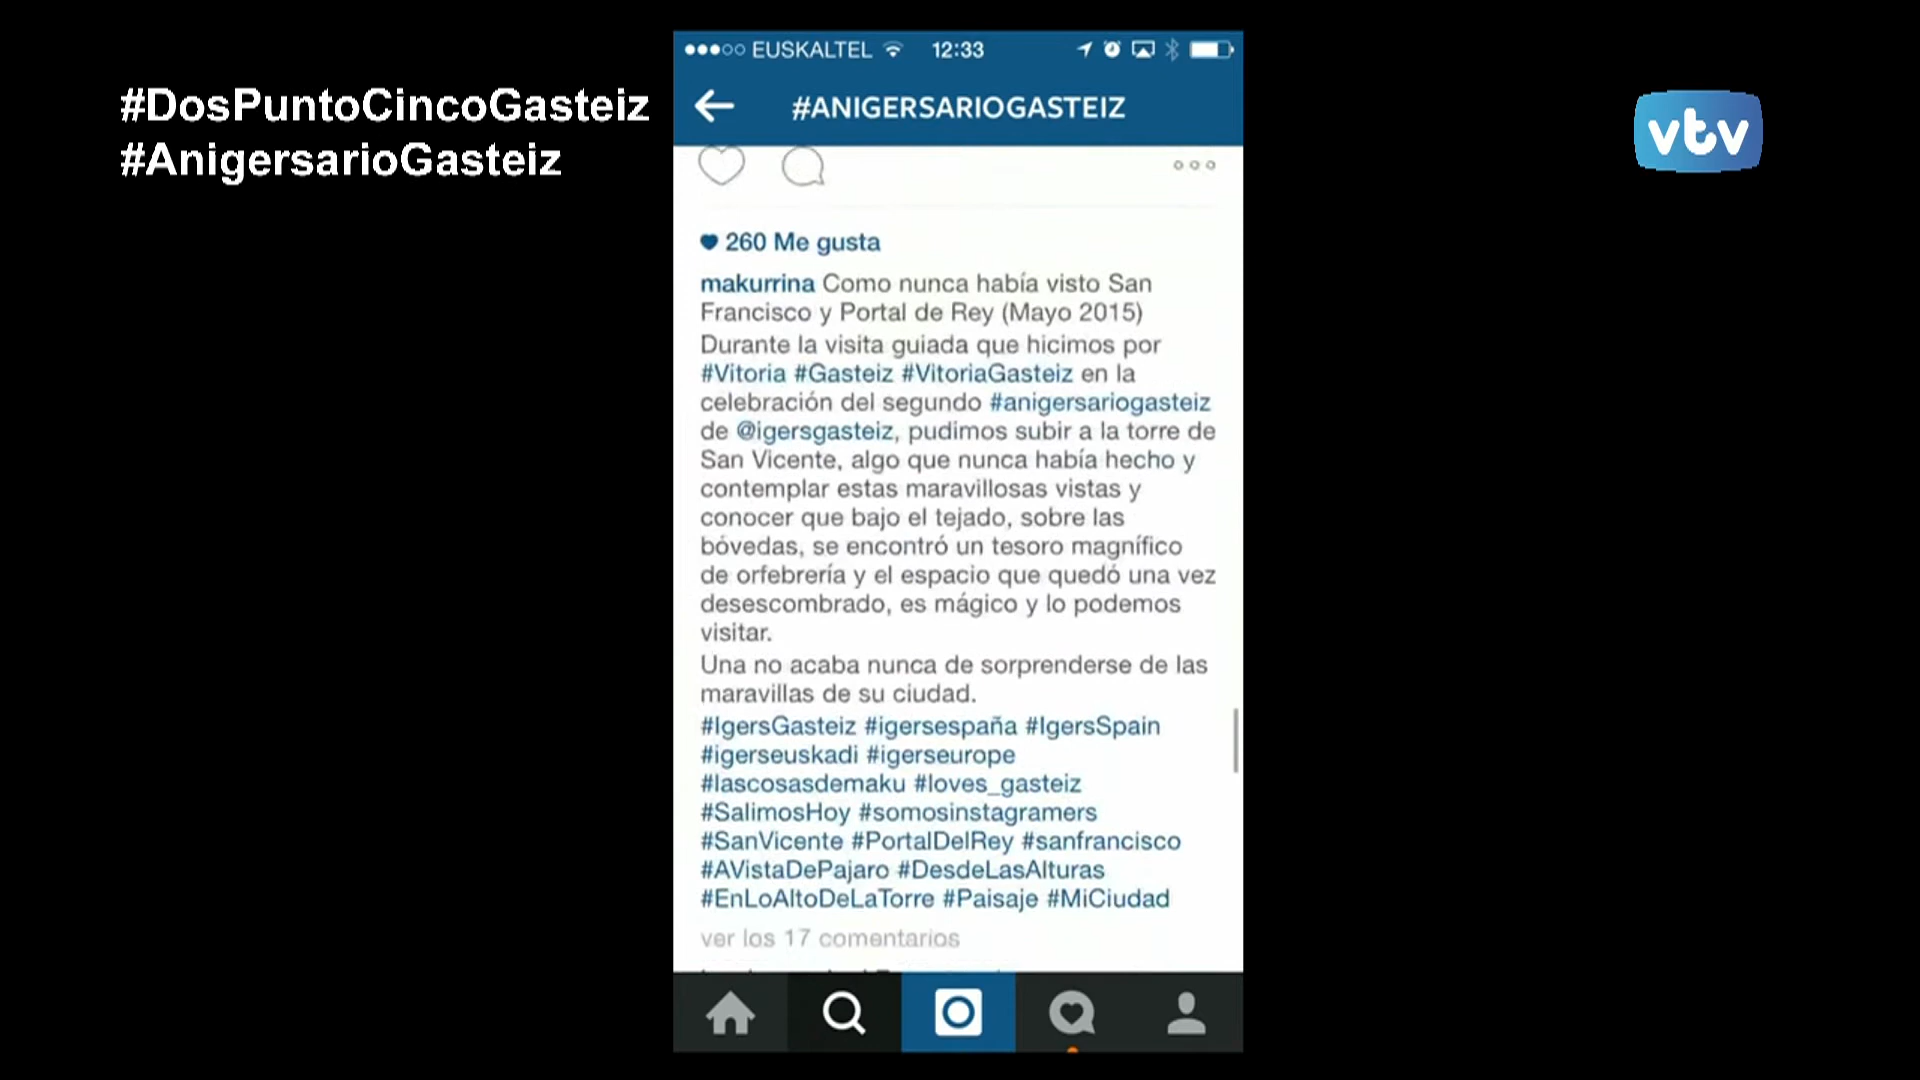 #DosPuntoCincoGasteiz
#AnigersarioGasteiz
vtv
EUSKALTEL 12:33
#ANIGERSARIOGASTEIZ
260 Me gusta
makurrina Como nunca había visto San
Francisco y Portal de Rey (Mayo 2015)
Durante la visita guiada que hicimos por
#Vitoria #Gasteiz #VitoriaGasteiz en la
celebración del segundo #anigersariogasteiz
de @igersgasteiz, pudimos subir a la torre de
San Vicente, algo que nunca había hecho y
contemplar estas maravillosas vistas y
conocer que bajo el tejado, sobre las
bóvedas, se encontró un tesoro magnífico
de orfebrería y el espacio que quedó una vez
desescombrado, es mágico y lo podemos
visitar.
Una no acaba nunca de sorprenderse de las
maravillas de su ciudad.
#IgersGasteiz #igersespaña #IgersSpain
#igerseuskadi #igerseurope
#lascosasdemaku #loves_gasteiz
#SalimosHoy #somosinstagramers
#SanVicente #PortalDelRey #sanfrancisco
#AVistaDePajaro #DesdeLasAlturas
#EnLoAltoDeLaTorre #Paisaje #MiCiudad
ver los 17 comentarios